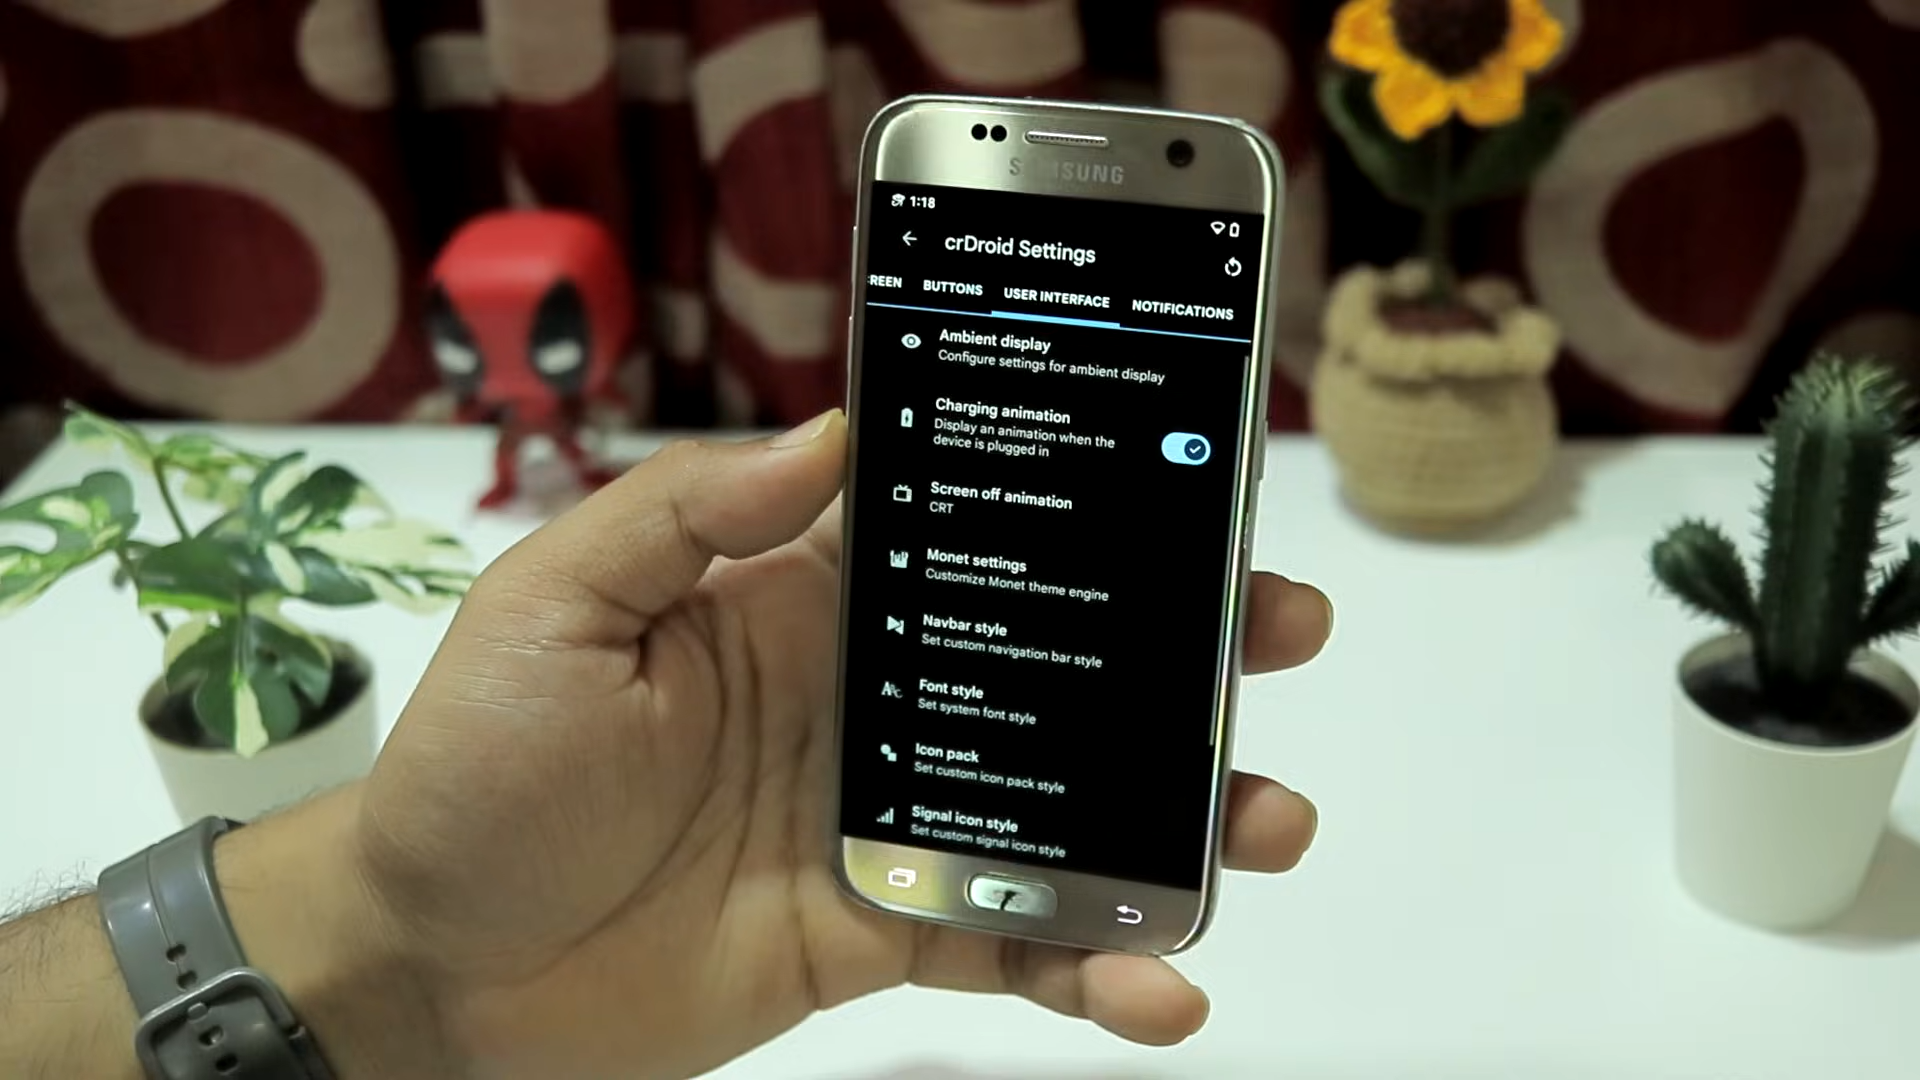 SAMSUNG
1:18
crDroid Settings
REEN BUTTONS USER INTERFACE NOTIFICATIONS
Ambient display
Configure settings for ambient display
Charging animation
Display an animation when the
device is plugged in
Screen off animation
CRT
Monet settings
Customize Monet theme engine
Navbar style
Set custom navigation bar style
Font style
Set system font style
Icon pack
Set custom icon pack style
Signal icon style
Set custom signal icon style